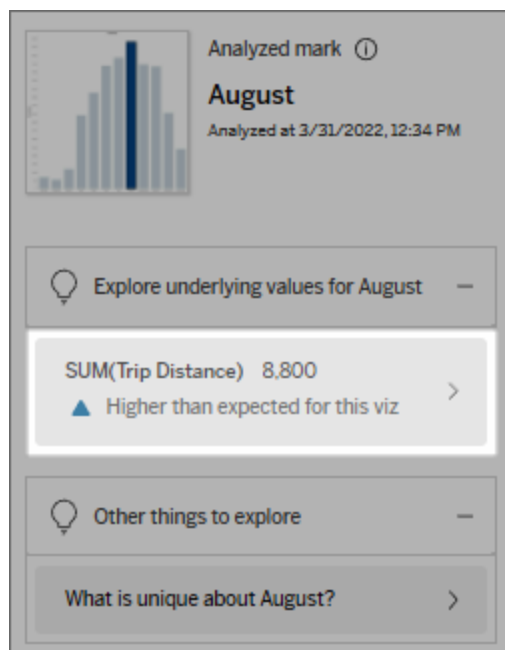 Analyzed mark
August
Analyzed at 3/31/2022, 12:34 PM
Explore underlying values for August
SUM(Trip Distance) 8,800
Higher than expected for this viz
Other things to explore
What is unique about August?